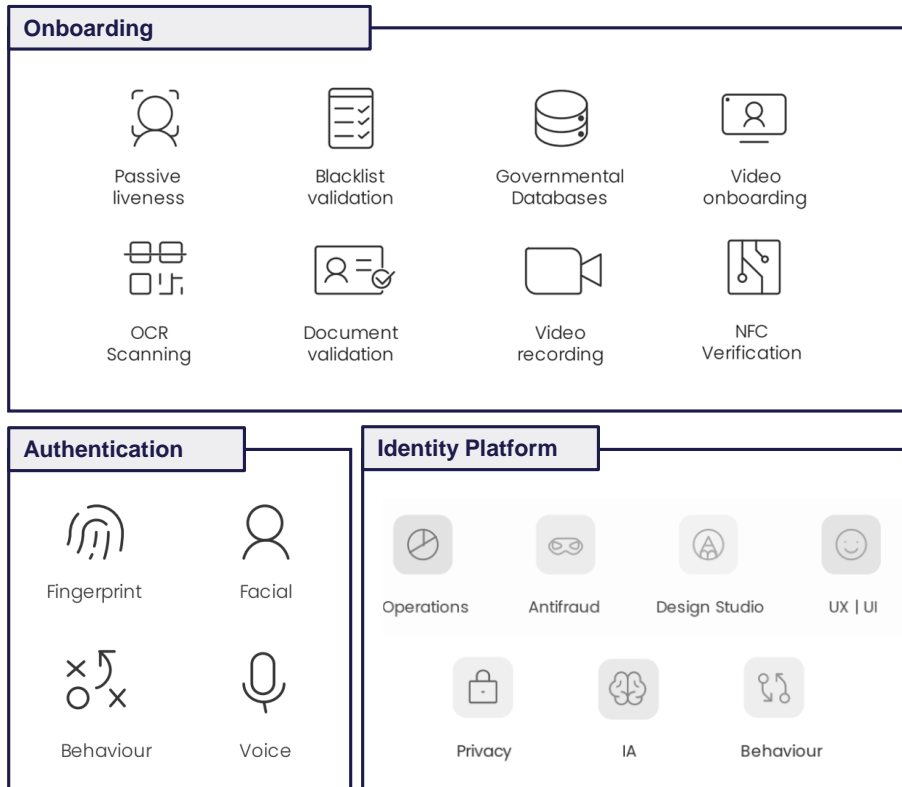 Onboarding
Passive
liveness
Blacklist
validation
Governmental
Databases
Video
onboarding
OCR
Scanning
Document
validation
Video
recording
NFC
Verification
Authentication
Fingerprint
Facial
Behaviour
Voice
Identity Platform
Operations
Antifraud
Design Studio
UX | UI
Privacy
IA
Behaviour